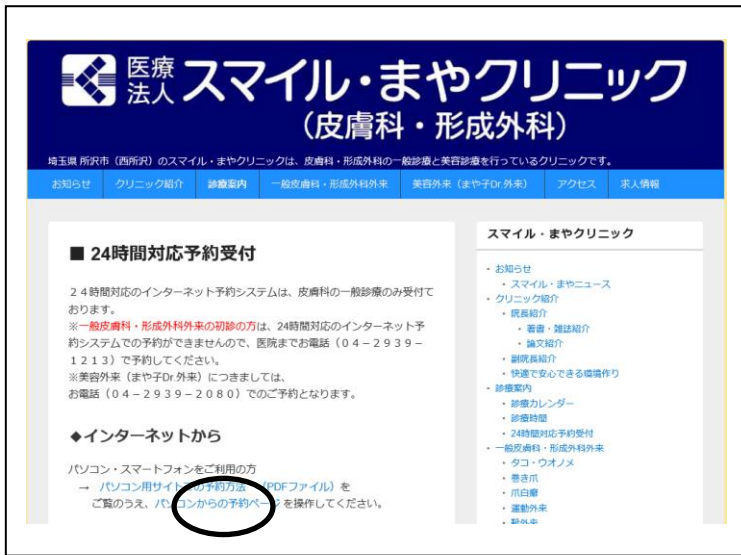 医療法人 スマイル・まやクリニック
（皮膚科・形成外科）
埼玉県 所沢市（西所沢）のスマイル・まやクリニックは、皮膚科・形成外科の一般診療と美容診療を行っているクリニックです。
お知らせ クリニック紹介 診療案内 一般皮膚科・形成外科外来 美容外来（まや子Dr.外来） アクセス 求人情報
■ 24時間対応予約受付
２４時間対応のインターネット予約システムは、皮膚科の一般診療のみ受付て
おります。
※一般皮膚科・形成外科外来の初診の方は、24時間対応のインターネット予
約システムでの予約ができませんので、医院までお電話（０４－２９３９－
１２１３）で予約してください。
※美容外来（まや子Dr.外来）につきましては、
お電話（０４－２９３９－２０８０）でのご予約となります。
◆インターネットから
パソコン・スマートフォンをご利用の方
→ パソコン用サイトでの予約方法 （PDFファイル）を
ご覧のうえ、パソコンからの予約ページ を操作してください。
スマイル・まやクリニック
・お知らせ
・スマイル・まやニュース
・クリニック紹介
・院長紹介
・著書・雑誌紹介
・論文紹介
・副院長紹介
・快適で安心できる環境作り
・診療案内
・診療カレンダー
・診療時間
・24時間対応予約受付
・一般皮膚科・形成外科外来
・タコ・ウオノメ
・巻き爪
・爪白癬
・運動外来
・靴外来